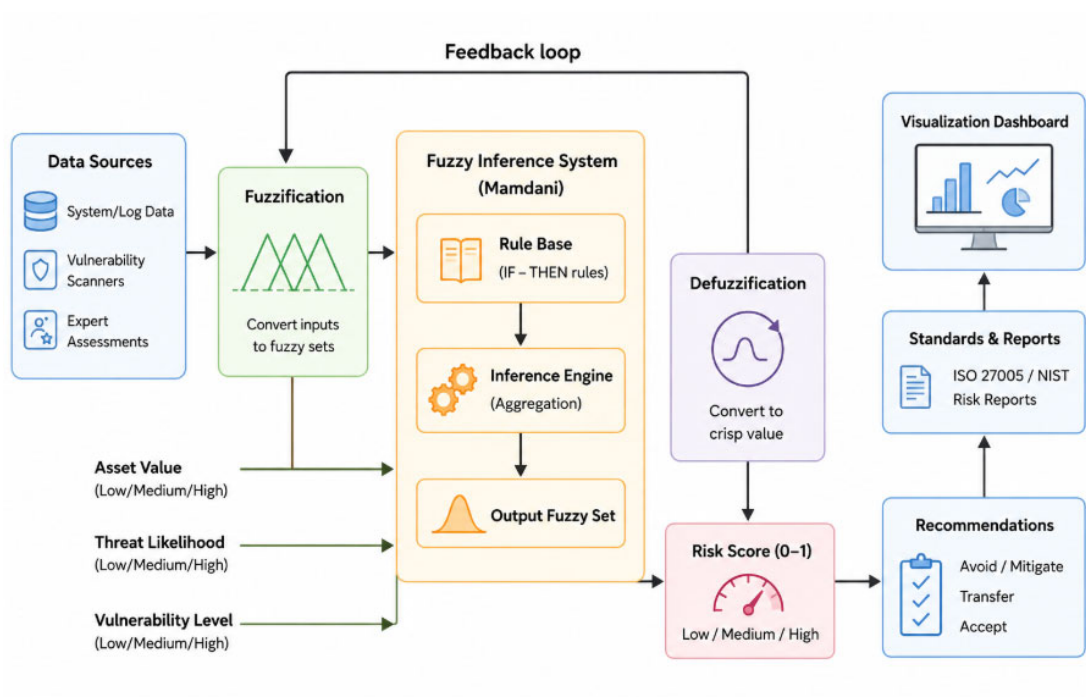 Feedback loop
Data Sources
System/Log Data
Vulnerability
Scanners
Expert
Assessments
Fuzzification
Convert inputs
to fuzzy sets
Fuzzy Inference System
(Mamdani)
Rule Base
(IF – THEN rules)
Inference Engine
(Aggregation)
Output Fuzzy Set
Asset Value
(Low/Medium/High)
Threat Likelihood
(Low/Medium/High)
Vulnerability Level
(Low/Medium/High)
Defuzzification
Convert to
crisp value
Risk Score (0–1)
Low / Medium / High
Visualization Dashboard
Standards & Reports
ISO 27005 / NIST
Risk Reports
Recommendations
Avoid / Mitigate
Transfer
Accept